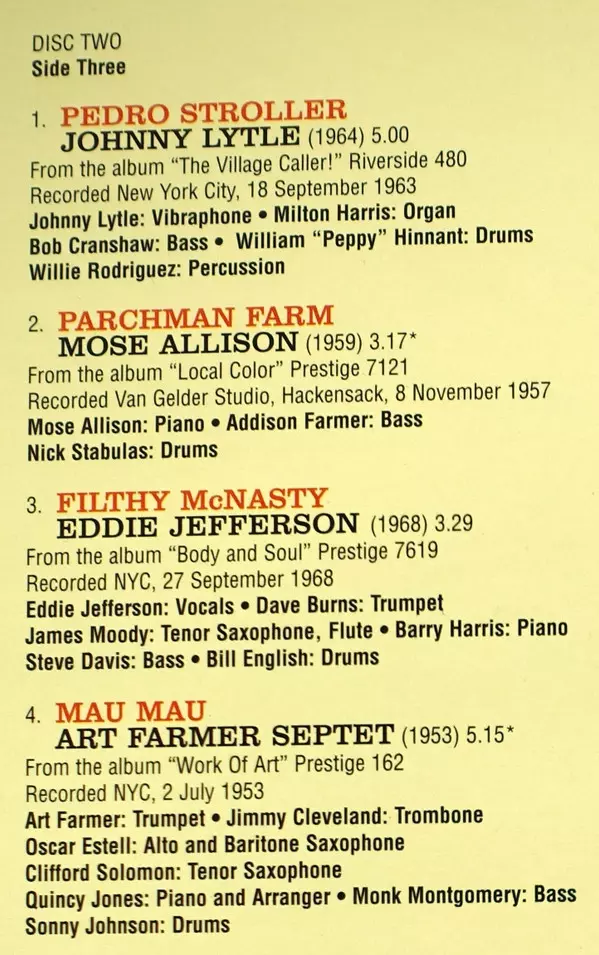 DISC TWO
Side Three
1. PEDRO STROLLER
JOHNNY LYTLE (1964) 5.00
From the album “The Village Caller!” Riverside 480
Recorded New York City, 18 September 1963
Johnny Lytle: Vibraphone • Milton Harris: Organ
Bob Cranshaw: Bass • William “Peppy” Hinnant: Drums
Willie Rodriguez: Percussion
2. PARCHMAN FARM
MOSE ALLISON (1959) 3.17*
From the album “Local Color” Prestige 7121
Recorded Van Gelder Studio, Hackensack, 8 November 1957
Mose Allison: Piano • Addison Farmer: Bass
Nick Stabulas: Drums
3. FILTHY McNASTY
EDDIE JEFFERSON (1968) 3.29
From the album “Body and Soul” Prestige 7619
Recorded NYC, 27 September 1968
Eddie Jefferson: Vocals • Dave Burns: Trumpet
James Moody: Tenor Saxophone, Flute • Barry Harris: Piano
Steve Davis: Bass • Bill English: Drums
4. MAU MAU
ART FARMER SEPTET (1953) 5.15*
From the album “Work Of Art” Prestige 162
Recorded NYC, 2 July 1953
Art Farmer: Trumpet • Jimmy Cleveland: Trombone
Oscar Estell: Alto and Baritone Saxophone
Clifford Solomon: Tenor Saxophone
Quincy Jones: Piano and Arranger • Monk Montgomery: Bass
Sonny Johnson: Drums